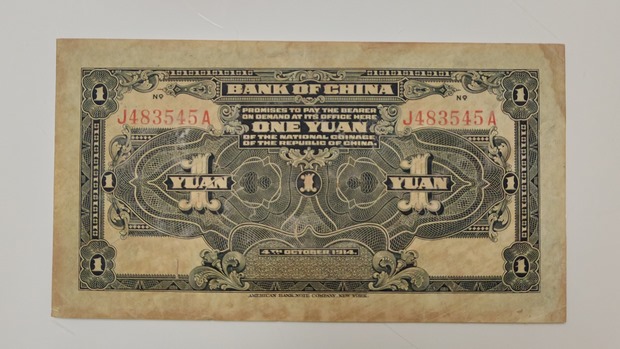 1 BANK OF CHINA 1
Nº Nº
PROMISES TO PAY THE BEARER
ON DEMAND AT ITS OFFICE HERE
J483545A J483545A
ONE YUAN
OF THE NATIONAL COINAGE
OF THE REPUBLIC OF CHINA.
1 1 YUAN 1 1 YUAN 1
4TH OCTOBER 1914.
1 1
AMERICAN BANK NOTE COMPANY, NEW YORK.